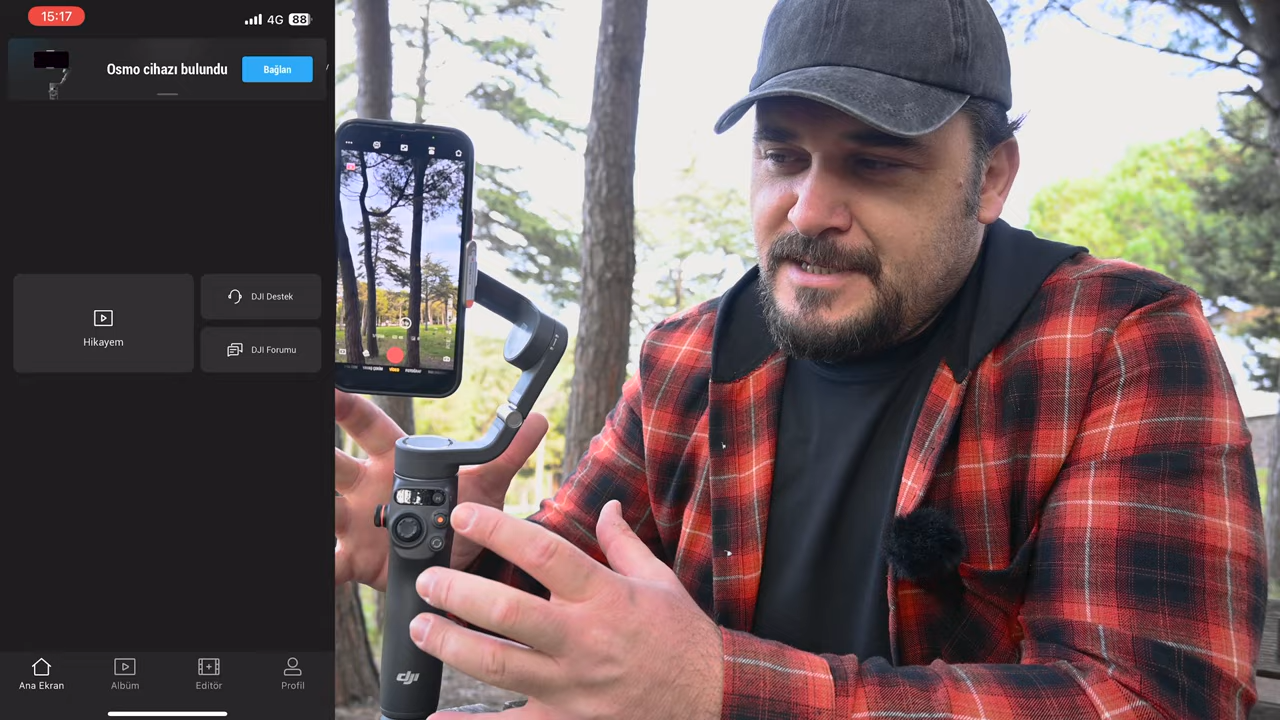 15:17
4G 88
Osmo cihazı bulundu
Bağlan
Hikayem
DJI Destek
DJI Forumu
Ana Ekran
Albüm
Editör
Profil
dji